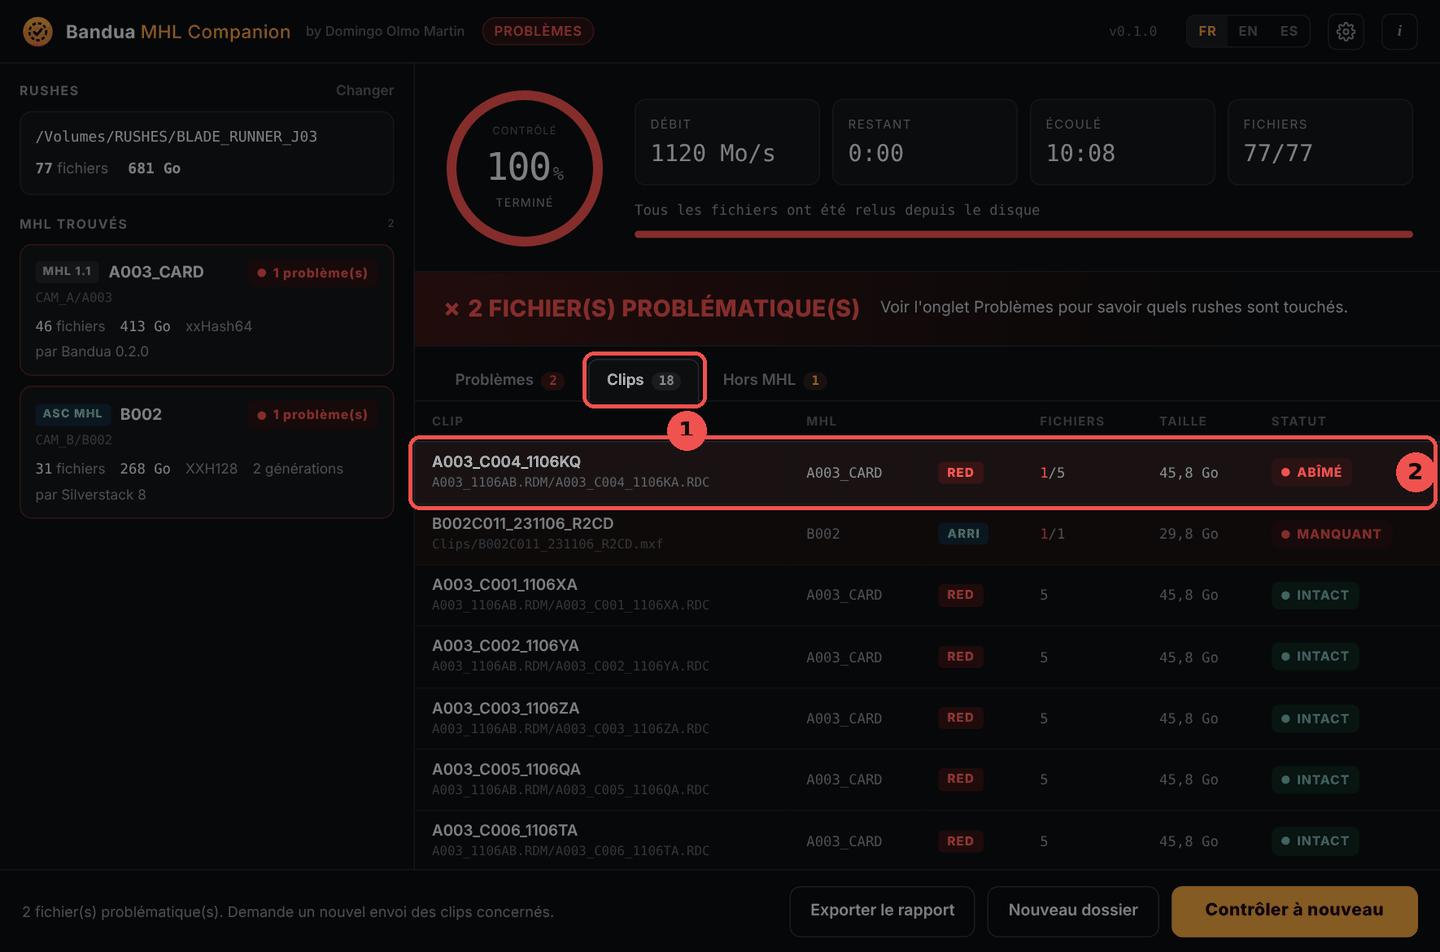 Bandua MHL Companion by Domingo Olmo Martin PROBLÈMES v0.1.0 FR EN ES i
RUSHES Changer
/Volumes/RUSHES/BLADE_RUNNER_J03
77 fichiers 681 Go
MHL TROUVÉS 2
MHL 1.1 A003_CARD 1 problème(s)
CAM_A/A003
46 fichiers 413 Go xxHash64
par Bandua 0.2.0
ASC MHL B002 1 problème(s)
CAM_B/B002
31 fichiers 268 Go XXH128 2 générations
par Silverstack 8
CONTRÔLÉ
100%
TERMINÉ
DÉBIT
1120 Mo/s
RESTANT
0:00
ÉCOULÉ
10:08
FICHIERS
77/77
Tous les fichiers ont été relus depuis le disque
× 2 FICHIER(S) PROBLÉMATIQUE(S) Voir l'onglet Problèmes pour savoir quels rushes sont touchés.
Problèmes 2 Clips 18 Hors MHL 1
1
CLIP MHL FICHIERS TAILLE STATUT
A003_C004_1106KQ
A003_1106AB.RDM/A003_C004_1106KA.RDC A003_CARD RED 1/5 45,8 Go ABÎMÉ 2
B002C011_231106_R2CD
Clips/B002C011_231106_R2CD.mxf B002 ARRI 1/1 29,8 Go MANQUANT
A003_C001_1106XA
A003_1106AB.RDM/A003_C001_1106XA.RDC A003_CARD RED 5 45,8 Go INTACT
A003_C002_1106YA
A003_1106AB.RDM/A003_C002_1106YA.RDC A003_CARD RED 5 45,8 Go INTACT
A003_C003_1106ZA
A003_1106AB.RDM/A003_C003_1106ZA.RDC A003_CARD RED 5 45,8 Go INTACT
A003_C005_1106QA
A003_1106AB.RDM/A003_C005_1106QA.RDC A003_CARD RED 5 45,8 Go INTACT
A003_C006_1106TA
A003_1106AB.RDM/A003_C006_1106TA.RDC A003_CARD RED 5 45,8 Go INTACT
2 fichier(s) problématique(s). Demande un nouvel envoi des clips concernés. Exporter le rapport Nouveau dossier Contrôler à nouveau